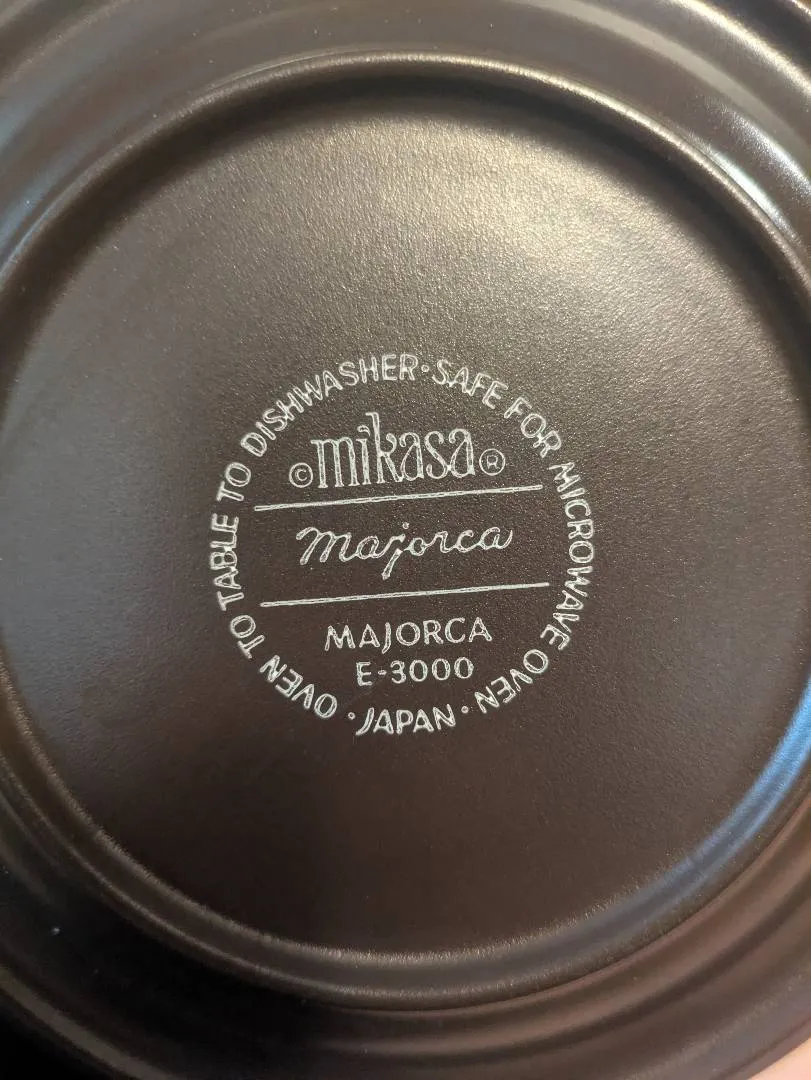 OVEN TO TABLE TO DISHWASHER · SAFE FOR MICROWAVE OVEN · JAPAN ·
© mikasa ®
majorca
MAJORCA
E-3000